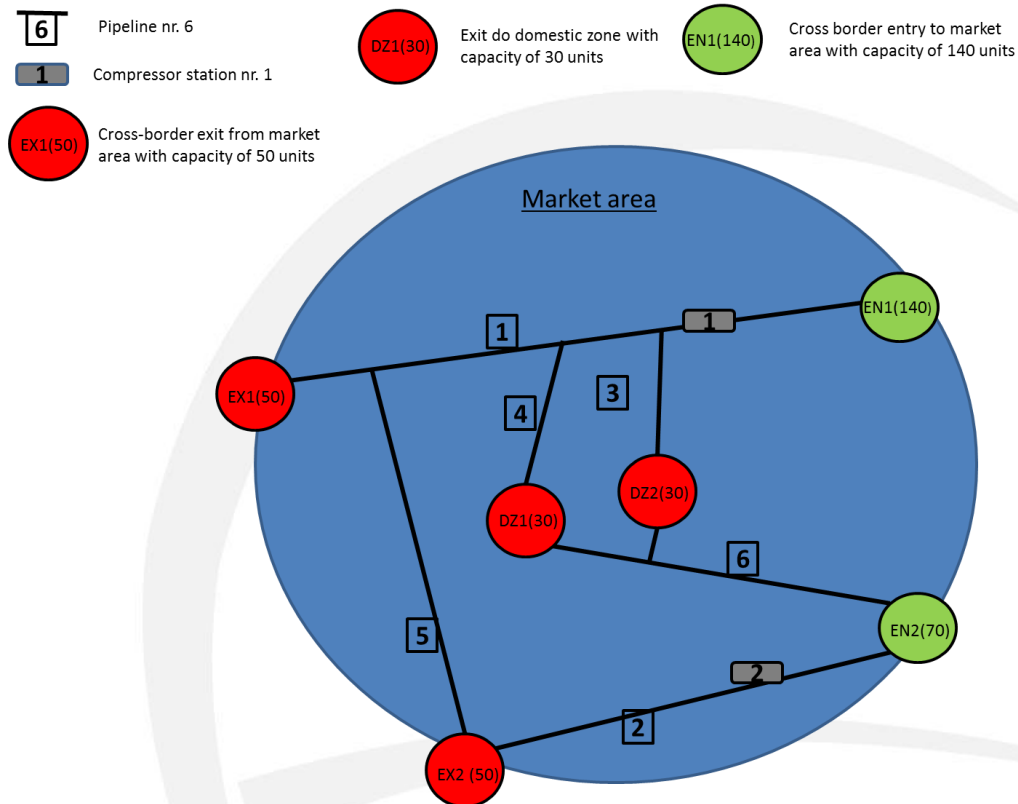 6
Pipeline nr. 6
1
Compressor station nr. 1
EX1(50)
Cross-border exit from market
area with capacity of 50 units
DZ1(30)
Exit do domestic zone with
capacity of 30 units
EN1(140)
Cross border entry to market
area with capacity of 140 units
Market area
EN1(140)
1
1
EX1(50)
3
4
DZ2(30)
DZ1(30)
6
EN2(70)
5
2
2
EX2 (50)